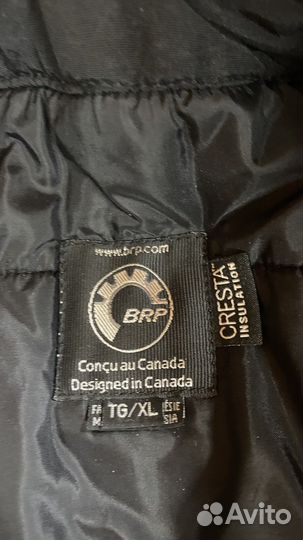 www.brp.com
BRP
Conçu au Canada
Designed in Canada
TG/XL
CRESTA
INSULATION
Avito